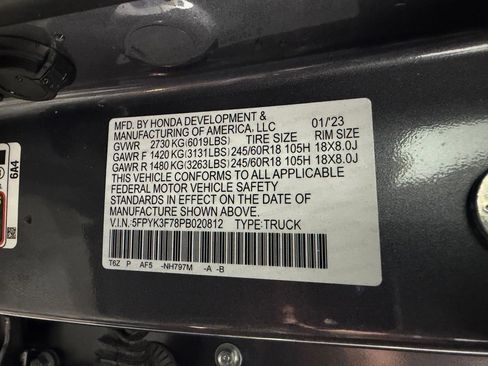 MFD. BY HONDA DEVELOPMENT &
MANUFACTURING OF AMERICA, LLC 01/'23
GVWR 2730 KG(6019LBS) TIRE SIZE RIM SIZE
GAWR F 1420 KG(3131LBS) 245/60R18 105H 18X8.0J
GAWR R 1480 KG(3263LBS) 245/60R18 105H 18X8.0J
THIS VEHICLE CONFORMS TO ALL APPLICABLE
FEDERAL MOTOR VEHICLE SAFETY
STANDARDS IN EFFECT ON THE DATE OF
MANUFACTURE SHOWN ABOVE.
V.I.N.:5FPYK3F78PB020812 TYPE:TRUCK
T6Z P AF5 -NH797M -A -B
6A4